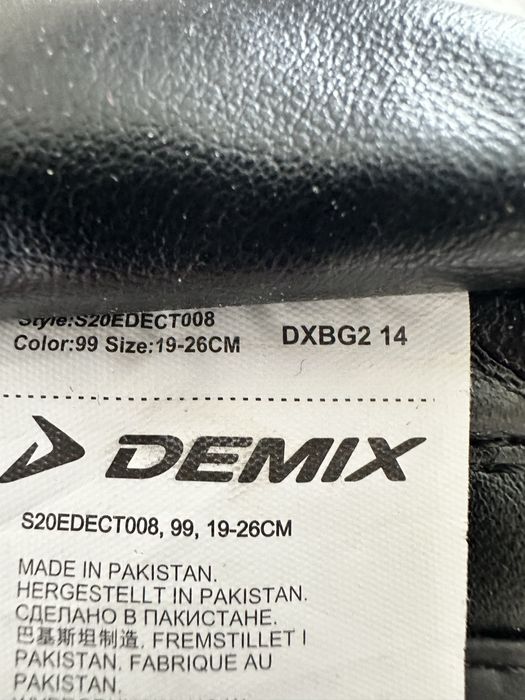 Style:S20EDECT008
Color:99 Size:19-26CM
DXBG2 14
DEMIX
S20EDECT008, 99, 19-26CM
MADE IN PAKISTAN.
HERGESTELLT IN PAKISTAN.
СДЕЛАНО В ПАКИСТАНЕ.
巴基斯坦制造. FREMSTILLET I
PAKISTAN. FABRIQUE AU
PAKISTAN.